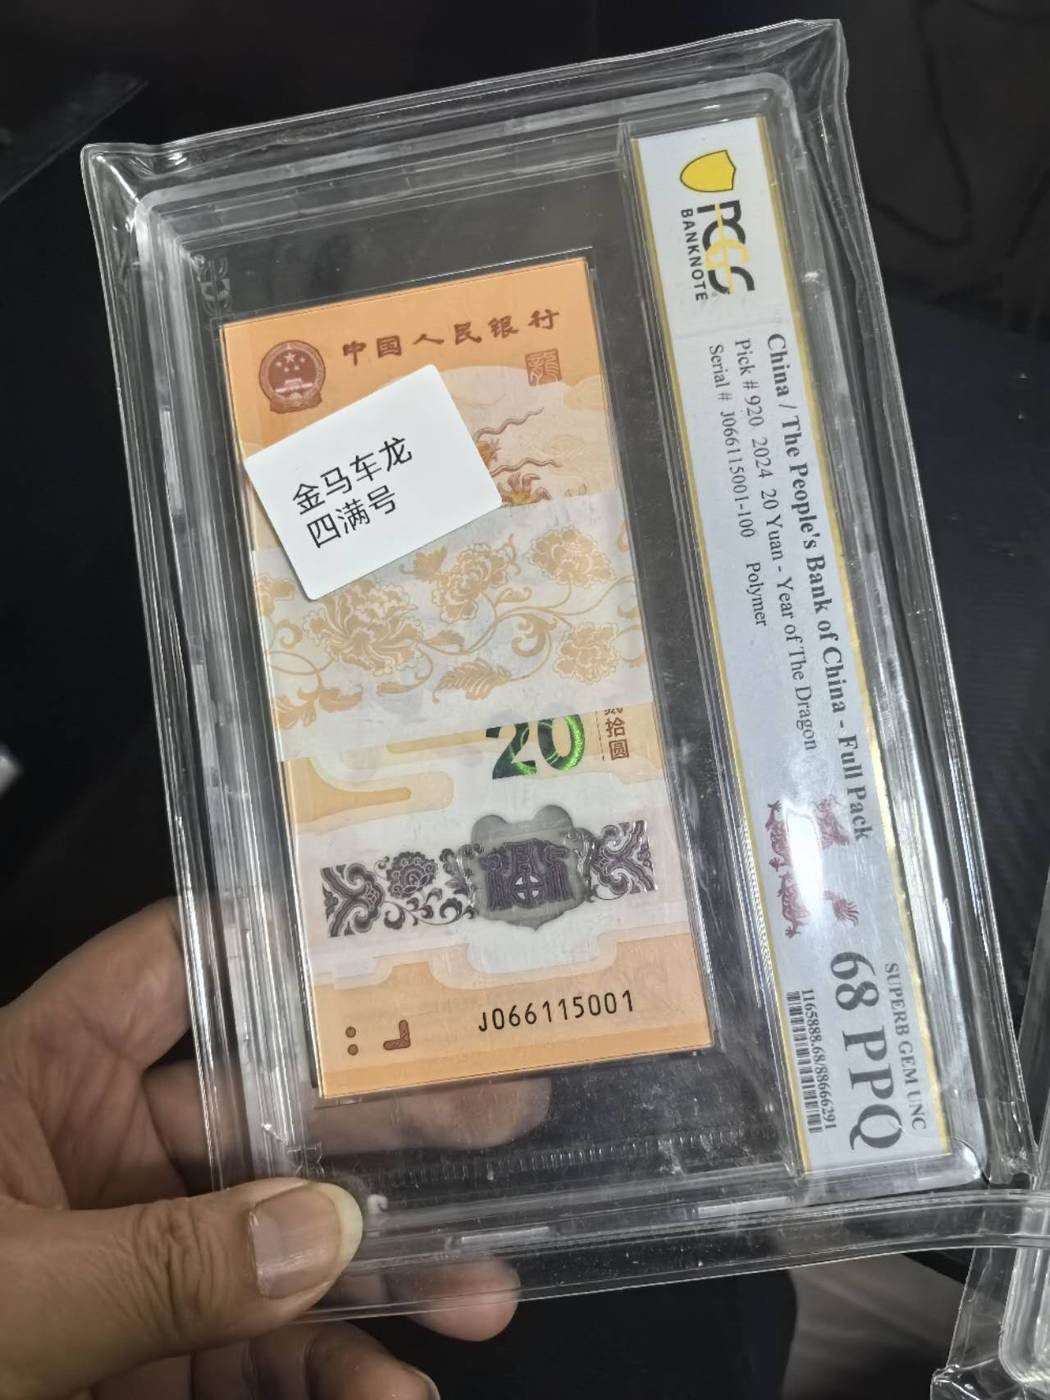 中国人民银行
龍
金马车龙
四满号
20
贰拾圆
J066115001
PCGS
BANKNOTE
China / The People's Bank of China - Full Pack
Pick # 920 2024 20 Yuan - Year of The Dragon
Serial # J066115001-100 Polymer
SUPERB GEM UNC
68 PPQ
1165888.68/88666291